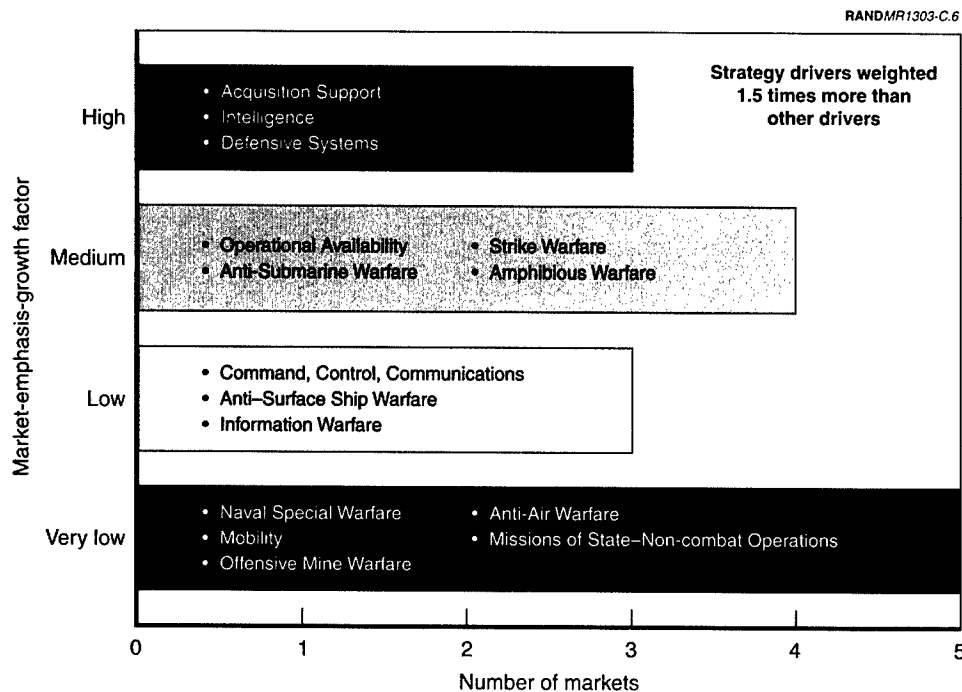 RANDMR1303-C.6
Strategy drivers weighted
1.5 times more than
other drivers
Market-emphasis-growth factor
High
• Acquisition Support
• Intelligence
• Defensive Systems
Medium
• Operational Availability
• Anti-Submarine Warfare
• Strike Warfare
• Amphibious Warfare
Low
• Command, Control, Communications
• Anti–Surface Ship Warfare
• Information Warfare
Very low
• Naval Special Warfare
• Mobility
• Offensive Mine Warfare
• Anti-Air Warfare
• Missions of State–Non-combat Operations
0 1 2 3 4 5
Number of markets